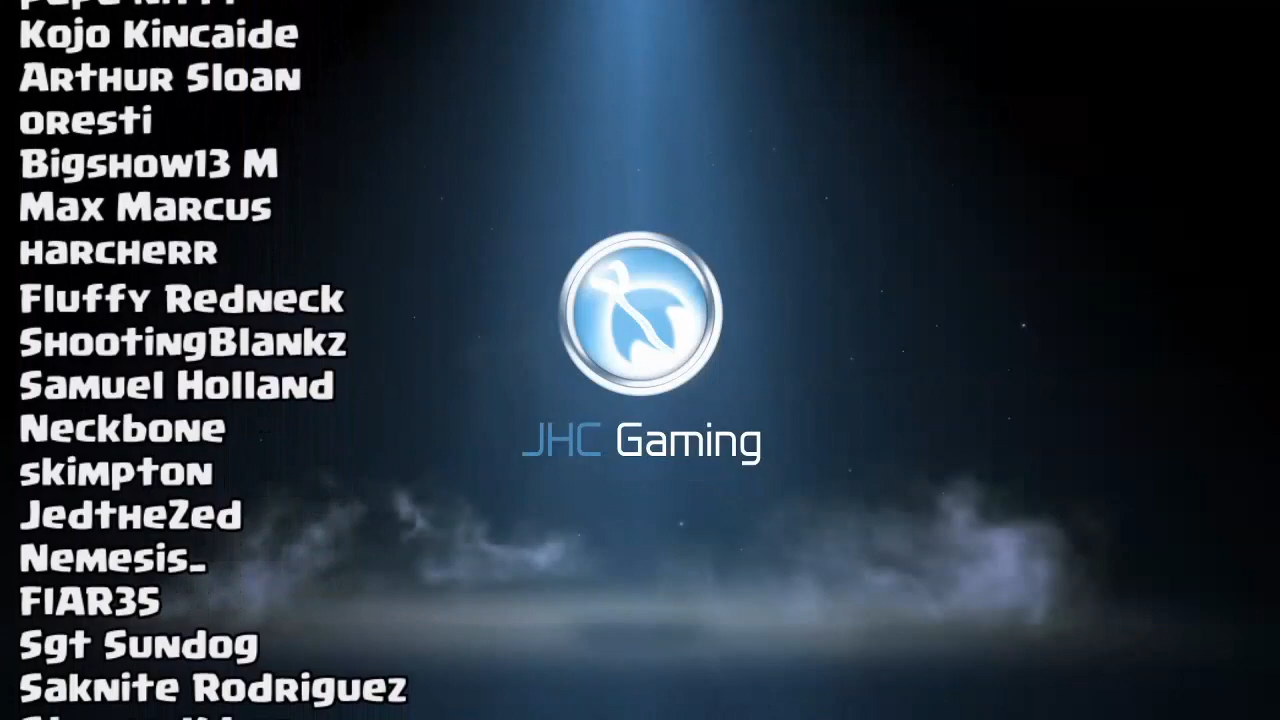 Kojo Kincaide
Arthur Sloan
oresti
Bigshow13 M
Max Marcus
harcherr
Fluffy Redneck
ShootingBlankz
Samuel Holland
Neckbone
skimpton
JedtheZed
Nemesis_
FIAR35
Sgt Sundog
Saknite Rodriguez
JHC Gaming